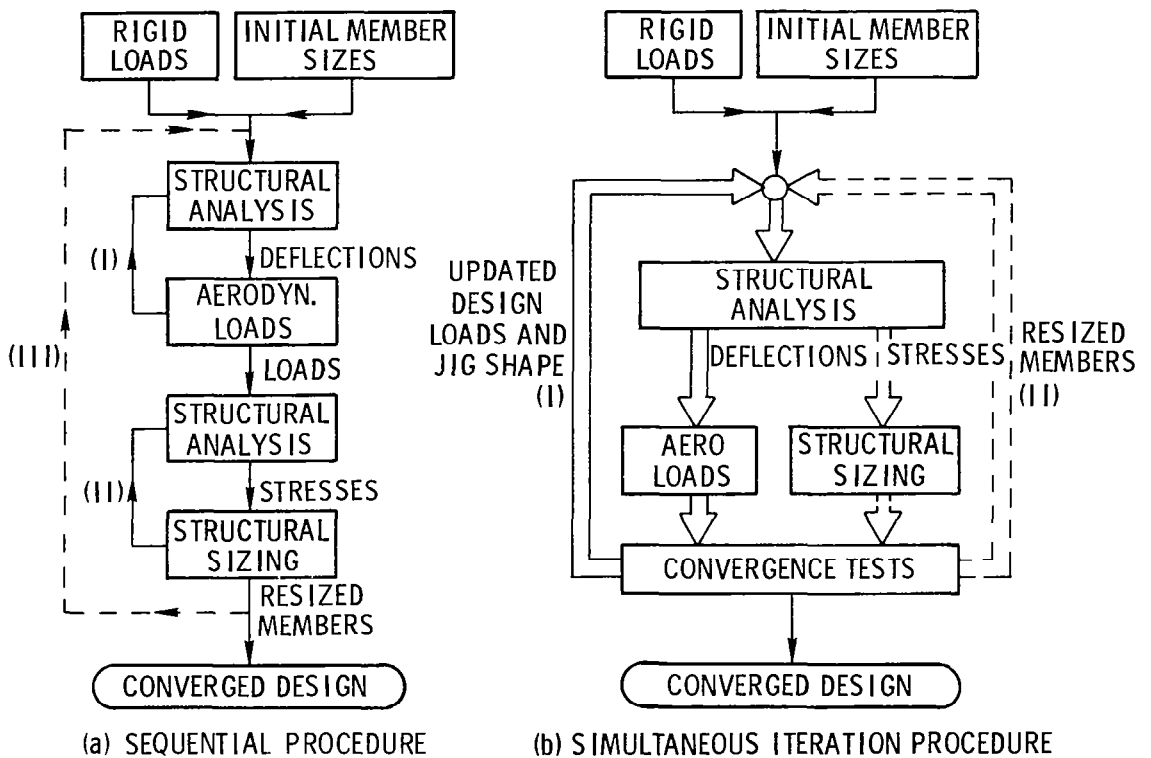 RIGID
LOADS
INITIAL MEMBER
SIZES
STRUCTURAL
ANALYSIS
(I)
DEFLECTIONS
AERODYN.
LOADS
(III)
LOADS
STRUCTURAL
ANALYSIS
(II)
STRESSES
STRUCTURAL
SIZING
RESIZED
MEMBERS
CONVERGED DESIGN
(a) SEQUENTIAL PROCEDURE
RIGID
LOADS
INITIAL MEMBER
SIZES
UPDATED
DESIGN
LOADS AND
JIG SHAPE
(I)
STRUCTURAL
ANALYSIS
DEFLECTIONS
STRESSES
RESIZED
MEMBERS
(II)
AERO
LOADS
STRUCTURAL
SIZING
CONVERGENCE TESTS
CONVERGED DESIGN
(b) SIMULTANEOUS ITERATION PROCEDURE